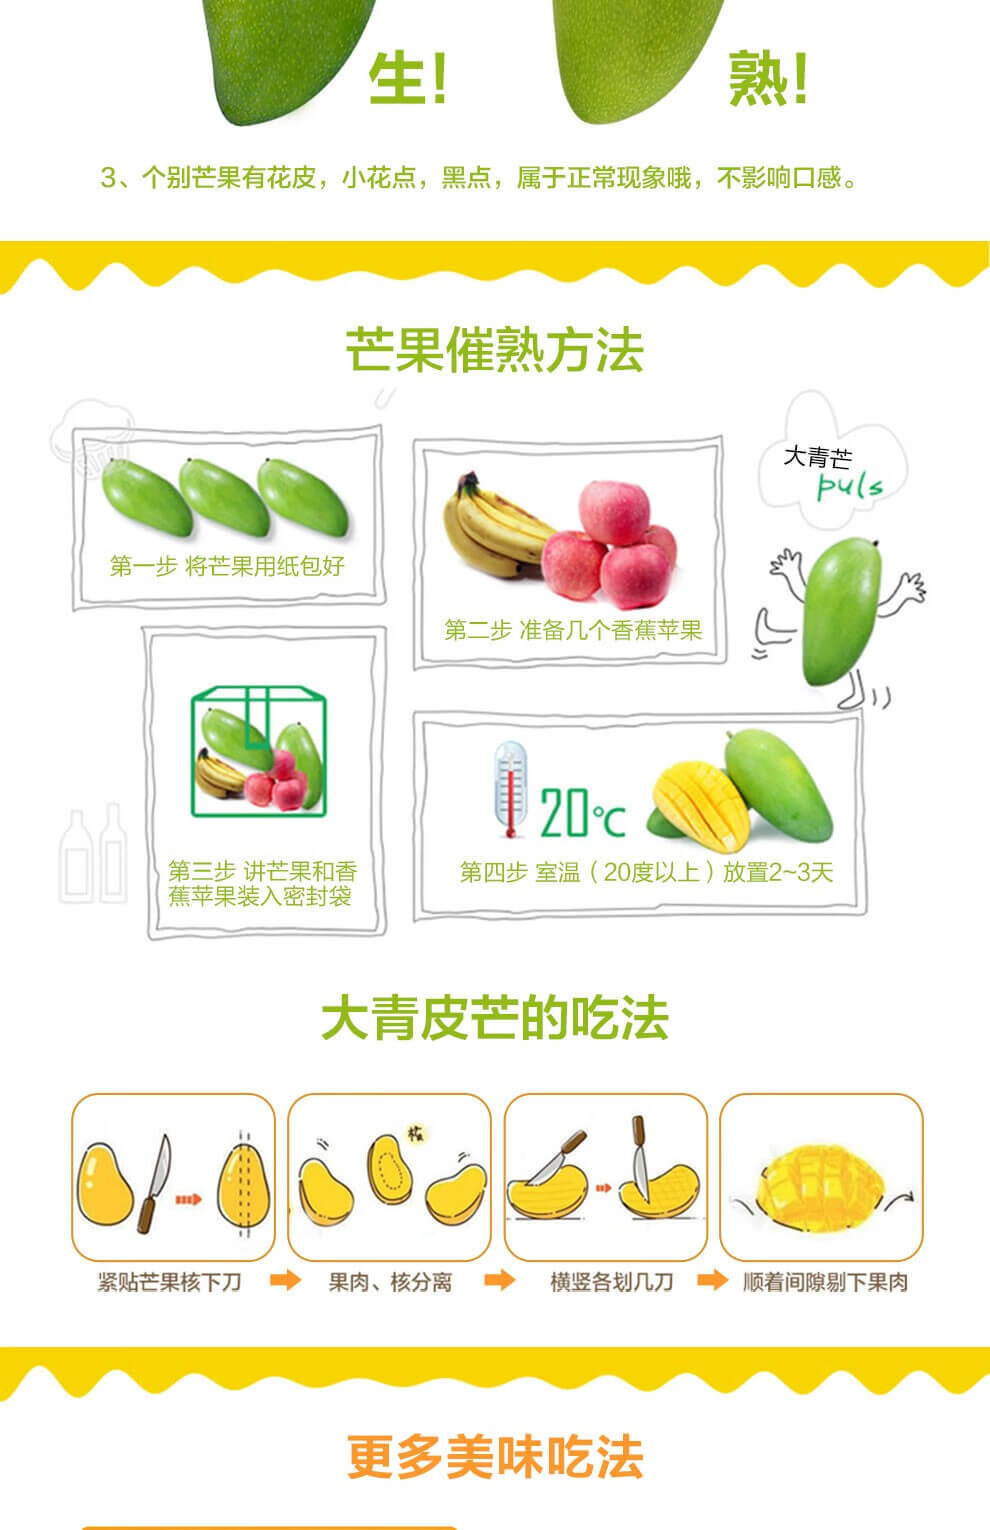 生!
熟!
3、个别芒果有花皮，小花点，黑点，属于正常现象哦，不影响口感。
芒果催熟方法
大青芒
puls
第一步 将芒果用纸包好
第二步 准备几个香蕉苹果
第三步 讲芒果和香
蕉苹果装入密封袋
20℃
第四步 室温（20度以上）放置2~3天
大青皮芒的吃法
核
紧贴芒果核下刀
果肉、核分离
横竖各划几刀
顺着间隙剔下果肉
更多美味吃法